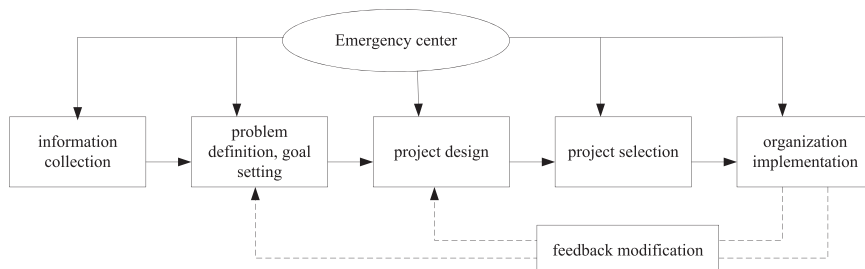 Emergency center
information
collection
problem
definition, goal
setting
project design
project selection
organization
implementation
feedback modification